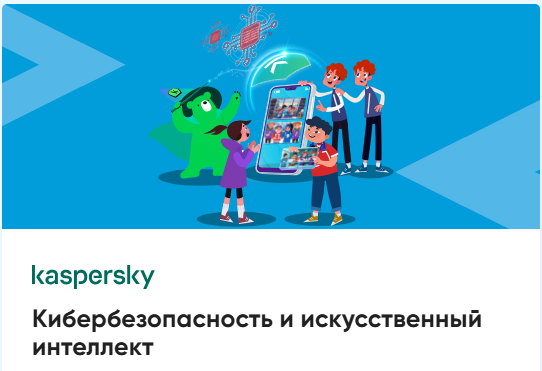 kaspersky
Кибербезопасность и искусственный
интеллект